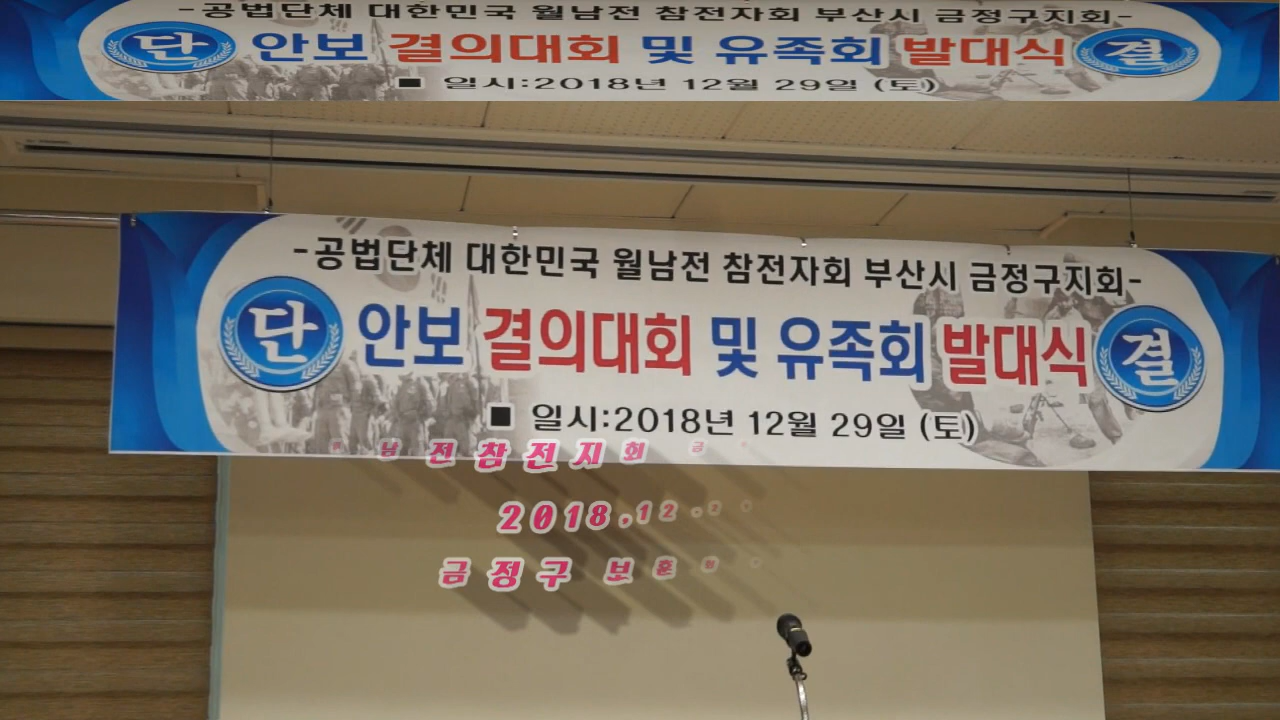 -공법단체 대한민국 월남전 참전자회 부산시 금정구지회-
단 안보 결의대회 및 유족회 발대식 결
■ 일시:2018년 12월 29일 (토)
-공법단체 대한민국 월남전 참전자회 부산시 금정구지회-
단 안보 결의대회 및 유족회 발대식 결
■ 일시:2018년 12월 29일 (토)
남 전참전지회 금
2018.12.2
금정구 보훈